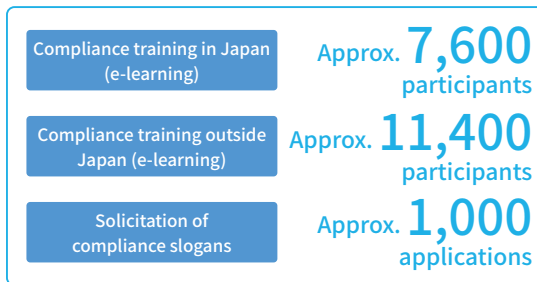 Compliance training in Japan
(e-learning)
Approx. 7,600
participants
Compliance training outside
Japan (e-learning)
Approx. 11,400
participants
Solicitation of
compliance slogans
Approx. 1,000
applications